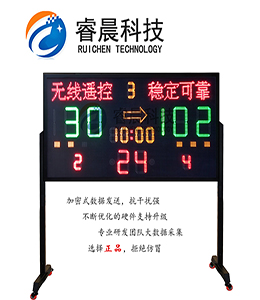 睿晨科技
RUICHEN TECHNOLOGY
无线遥控 3 稳定可靠
30 102
10:00
2 24 4
加密式数据发送，抗干扰强
不断优化的硬件支持升级
专业研发团队大数据采集
选择正品，拒绝仿冒